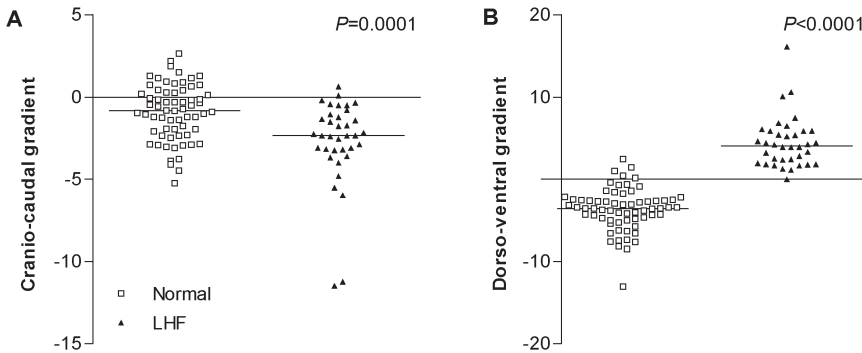 A
P=0.0001
5
0
-5
-10
-15
Cranio-caudal gradient
Normal
LHF
B
P<0.0001
20
10
0
-10
-20
Dorso-ventral gradient